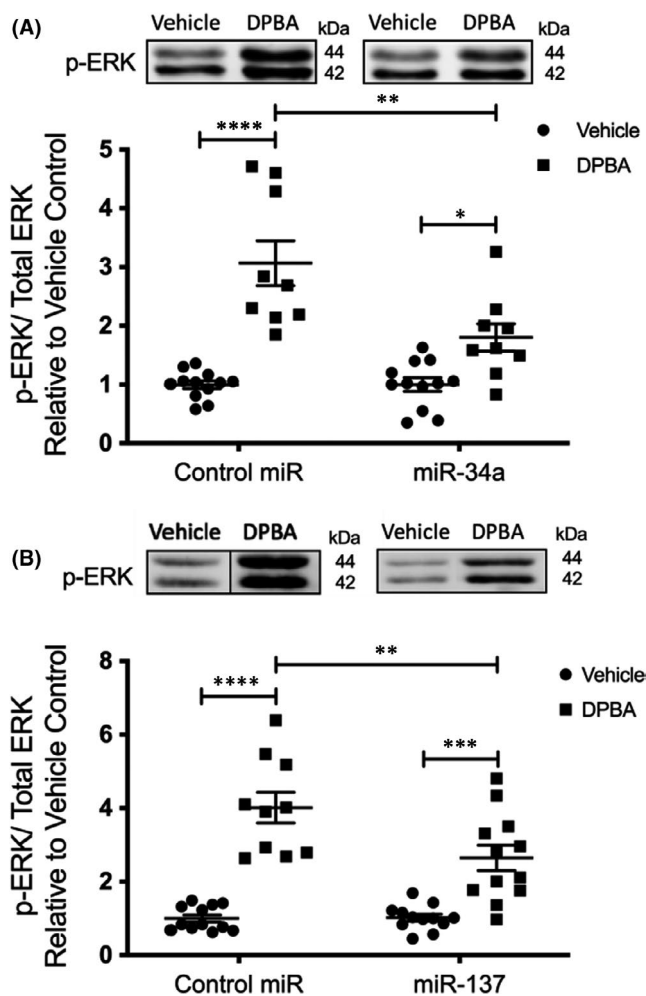 (A)
Vehicle DPBA kDa Vehicle DPBA kDa
p-ERK 44 44
42 42
**
**** Vehicle
DPBA
*
p-ERK/ Total ERK
Relative to Vehicle Control
5
4
3
2
1
0
Control miR miR-34a
(B)
Vehicle DPBA kDa Vehicle DPBA kDa
p-ERK 44 44
42 42
**
**** Vehicle
DPBA
***
p-ERK/ Total ERK
Relative to Vehicle Control
8
6
4
2
0
Control miR miR-137